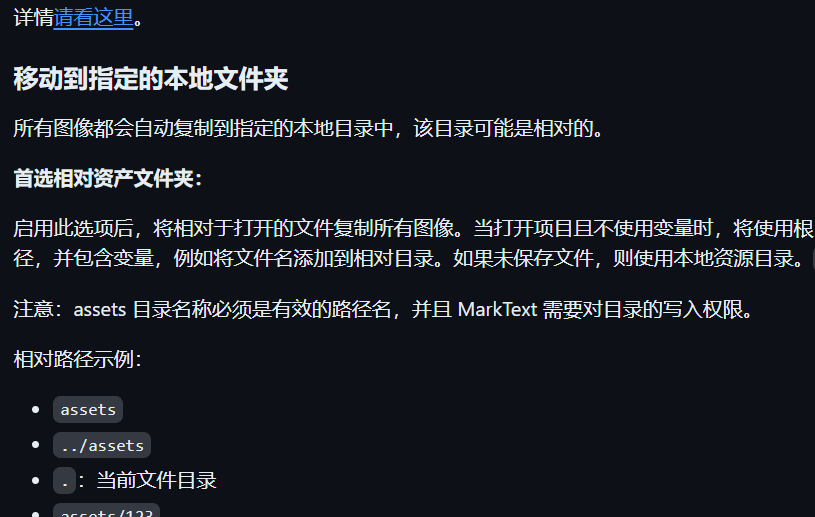 详情请看这里。
移动到指定的本地文件夹
所有图像都会自动复制到指定的本地目录中，该目录可能是相对的。
首选相对资产文件夹：
启用此选项后，将相对于打开的文件复制所有图像。当打开项目且不使用变量时，将使用根
径，并包含变量，例如将文件名添加到相对目录。如果未保存文件，则使用本地资源目录。
注意：assets 目录名称必须是有效的路径名，并且 MarkText 需要对目录的写入权限。
相对路径示例：
• assets
• ../assets
• .：当前文件目录
• assets/123